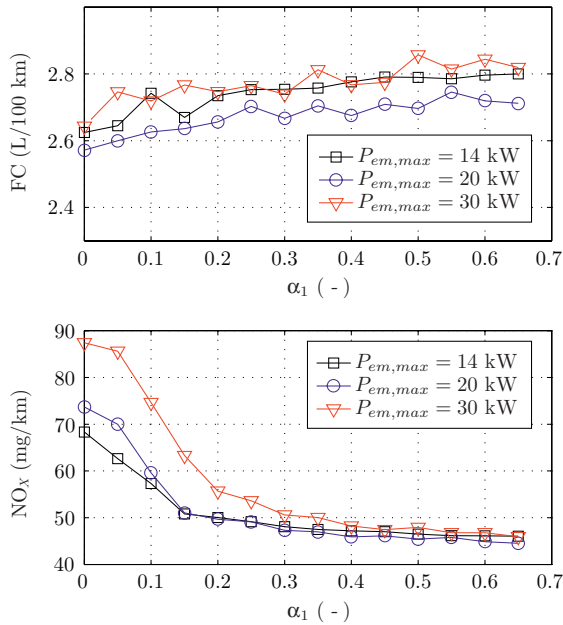 FC (L/100 km)
2.8
2.6
2.4
P_{em,max} = 14 kW
P_{em,max} = 20 kW
P_{em,max} = 30 kW
0 0.1 0.2 0.3 0.4 0.5 0.6 0.7
α₁ ( - )
NO_X (mg/km)
90
80
70
60
50
40
P_{em,max} = 14 kW
P_{em,max} = 20 kW
P_{em,max} = 30 kW
0 0.1 0.2 0.3 0.4 0.5 0.6 0.7
α₁ ( - )